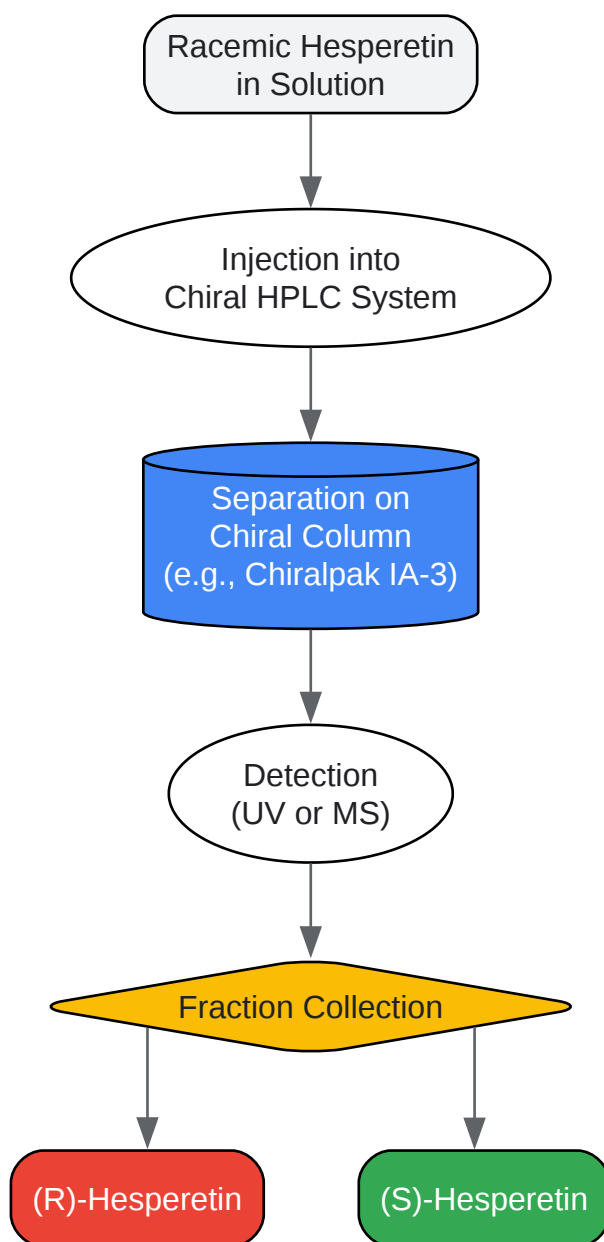 Racemic Hesperetin
in Solution
Injection into
Chiral HPLC System
Separation on
Chiral Column
(e.g., Chiralpak IA-3)
Detection
(UV or MS)
Fraction Collection
(R)-Hesperetin
(S)-Hesperetin